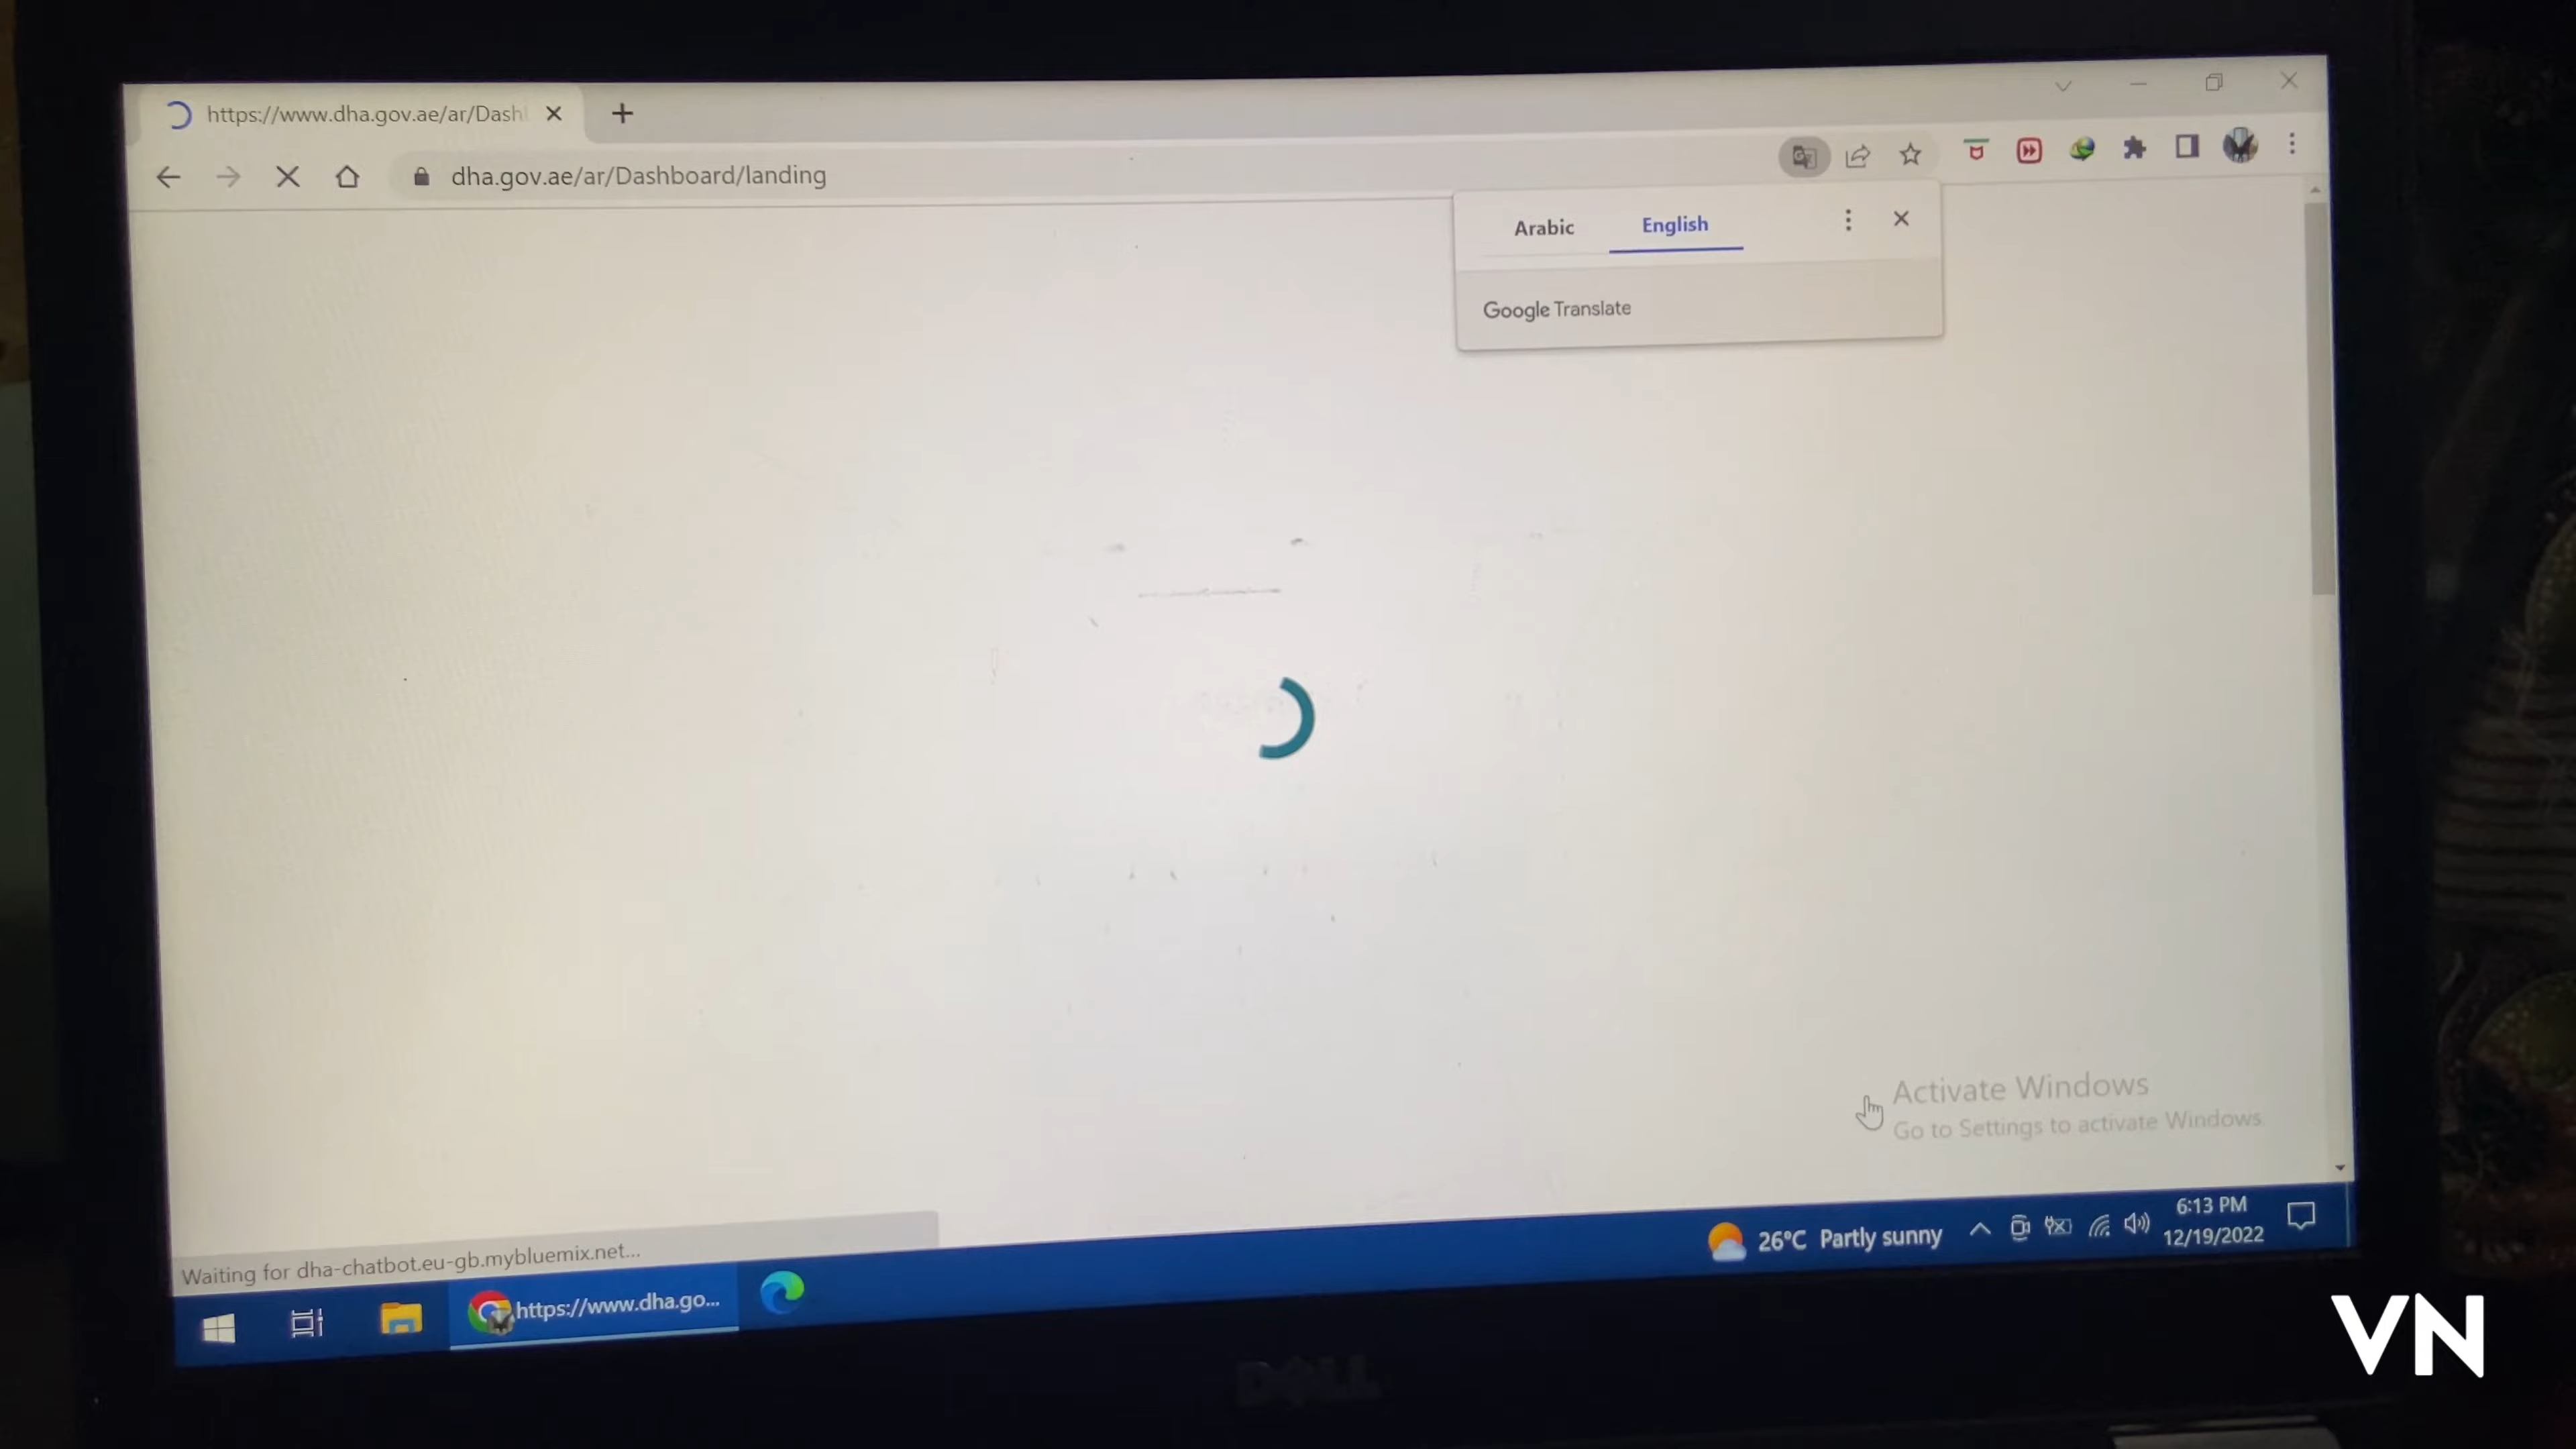 https://www.dha.gov.ae/ar/Dash
dha.gov.ae/ar/Dashboard/landing
Arabic English
Google Translate
Activate Windows
Go to Settings to activate Windows.
Waiting for dha-chatbot.eu-gb.mybluemix.net...
https://www.dha.go...
26°C Partly sunny
6:13 PM
12/19/2022
DELL
VN